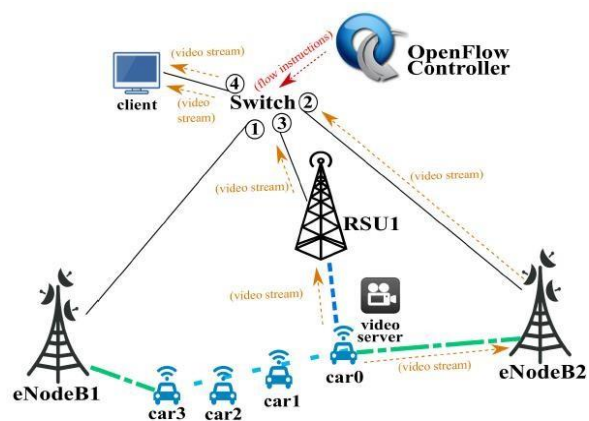 OpenFlow
Controller
(flow instructions)
(video stream)
4
client
(video
stream)
Switch
2
1
3
(video stream)
(video stream)
RSU1
(video stream)
video
server
eNodeB1
car3
car2
car1
car0
(video stream)
eNodeB2